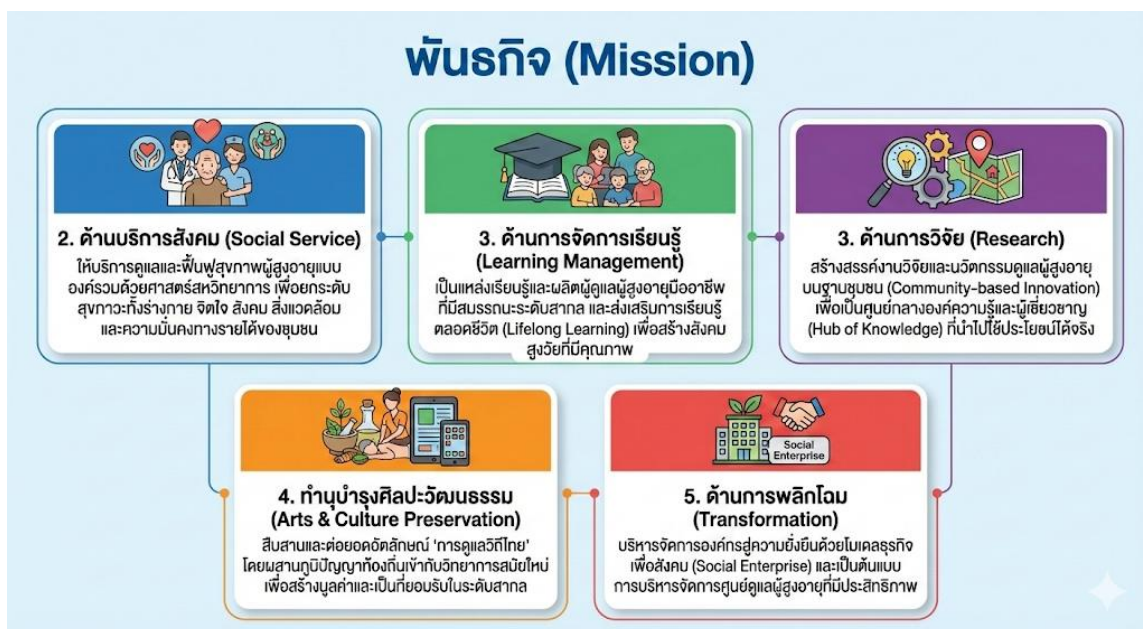 พันธกิจ (Mission)
2. ด้านบริการสังคม (Social Service)
ให้บริการดูแลและฟื้นฟูสุขภาพผู้สูงอายุแบบ
องค์รวมด้วยศาสตร์สหวิทยาการ เพื่อยกระดับ
สุขภาวะทั้งร่างกาย จิตใจ สังคม สิ่งแวดล้อม
และความมั่นคงทางรายได้ของชุมชน
3. ด้านการจัดการเรียนรู้
(Learning Management)
เป็นแหล่งเรียนรู้และผลิตผู้ดูแลผู้สูงอายุมืออาชีพ
ที่มีสมรรถนะระดับสากล และส่งเสริมการเรียนรู้
ตลอดชีวิต (Lifelong Learning) เพื่อสร้างสังคม
สูงวัยที่มีคุณภาพ
3. ด้านการวิจัย (Research)
สร้างสรรค์งานวิจัยและนวัตกรรมดูแลผู้สูงอายุ
บนฐานชุมชน (Community-based Innovation)
เพื่อเป็นศูนย์กลางองค์ความรู้และผู้เชี่ยวชาญ
(Hub of Knowledge) ที่นำไปใช้ประโยชน์ได้จริง
4. ทำนุบำรุงศิลปะวัฒนธรรม
(Arts & Culture Preservation)
สืบสานและต่อยอดอัตลักษณ์ 'การดูแลวิถีไทย'
โดยผสานภูมิปัญญาท้องถิ่นเข้ากับวิทยาการสมัยใหม่
เพื่อสร้างมูลค่าและเป็นที่ยอมรับในระดับสากล
Social
Enterprise
5. ด้านการพลิกโฉม
(Transformation)
บริหารจัดการองค์กรสู่ความยั่งยืนด้วยโมเดลธุรกิจ
เพื่อสังคม (Social Enterprise) และเป็นต้นแบบ
การบริหารจัดการศูนย์ดูแลผู้สูงอายุที่มีประสิทธิภาพ